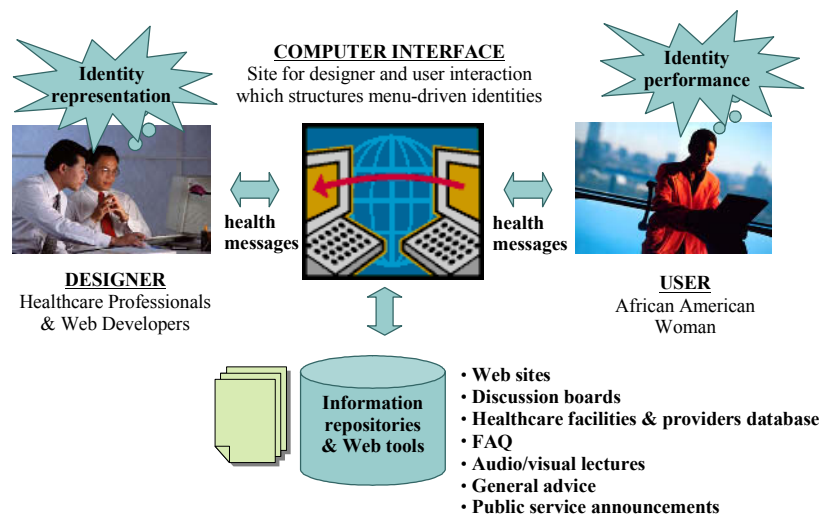 Identity
representation
COMPUTER INTERFACE
Site for designer and user interaction
which structures menu-driven identities
Identity
performance
health
messages
health
messages
DESIGNER
Healthcare Professionals
& Web Developers
USER
African American
Woman
Information
repositories
& Web tools
• Web sites
• Discussion boards
• Healthcare facilities & providers database
• FAQ
• Audio/visual lectures
• General advice
• Public service announcements